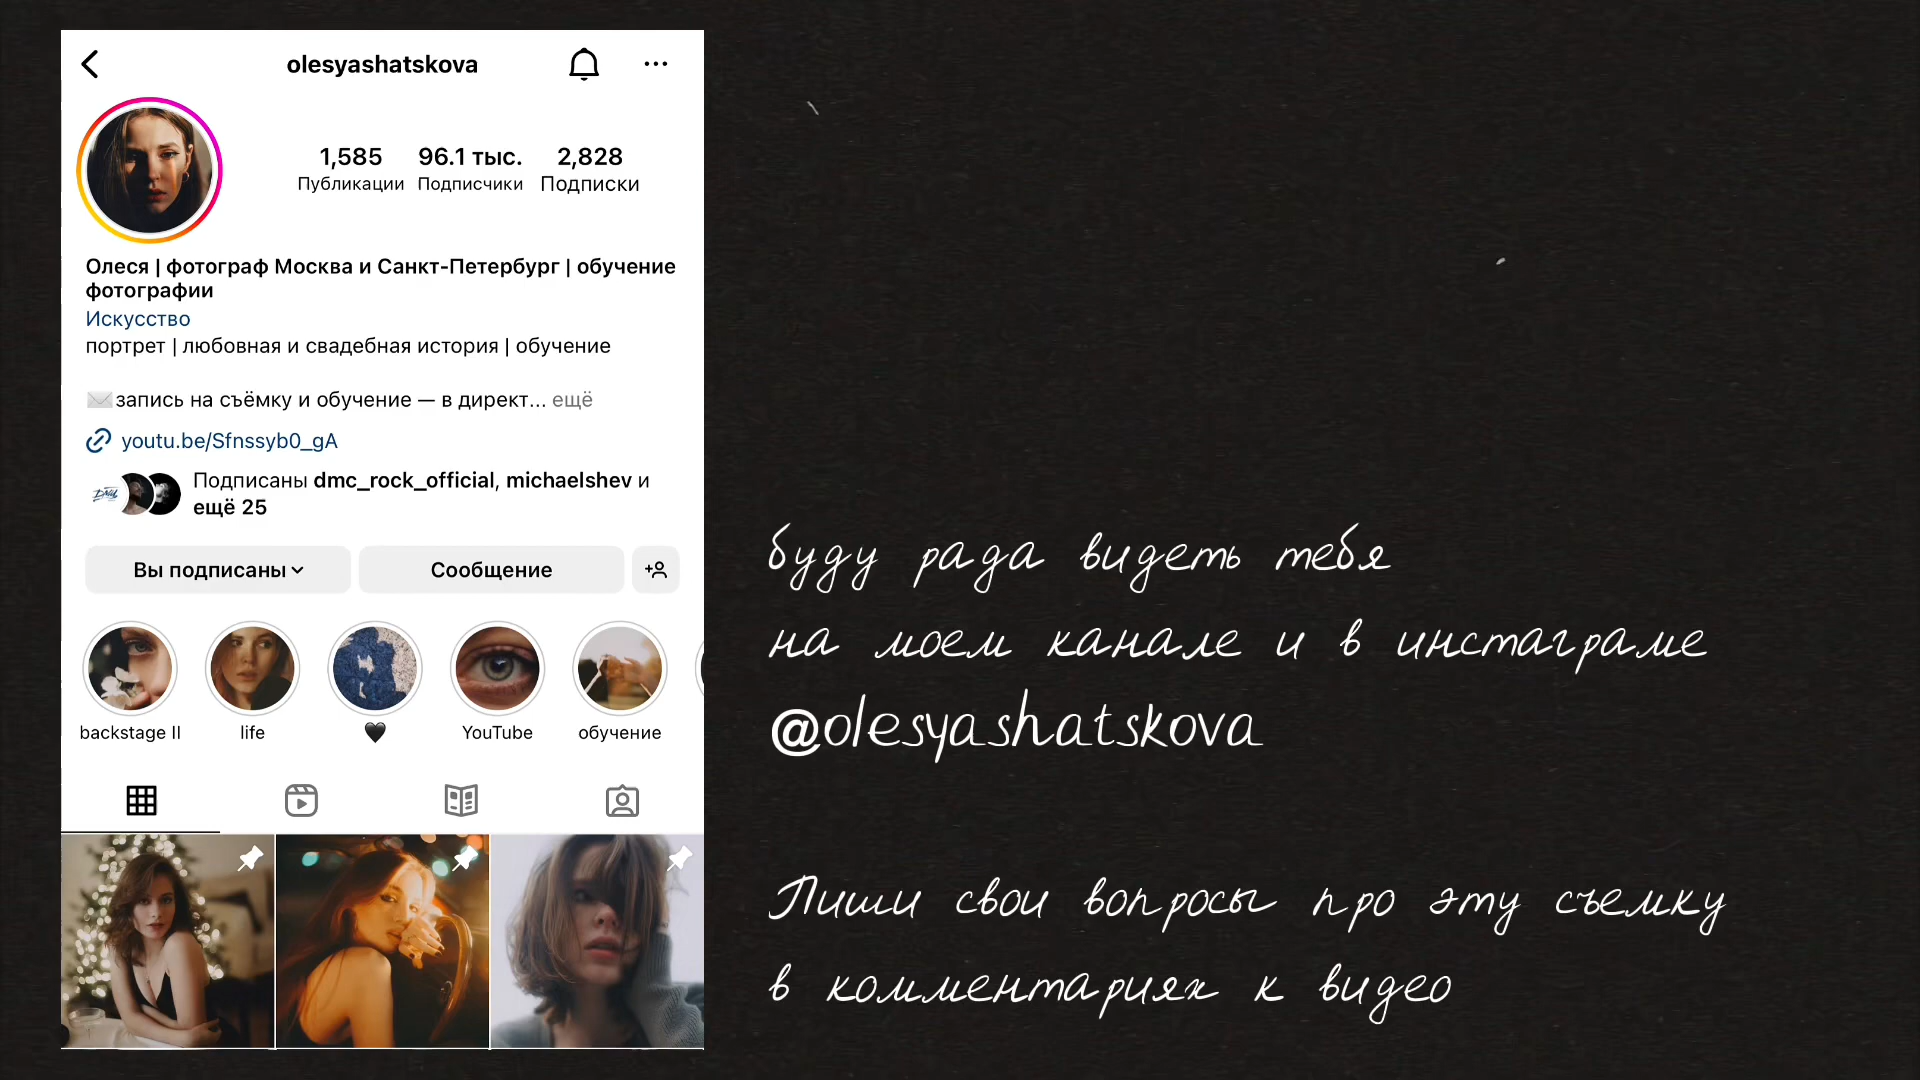 olesyashatskova
1,585 96.1 тыс. 2,828
Публикации Подписчики Подписки
Олеся | фотограф Москва и Санкт-Петербург | обучение
фотографии
Искусство
портрет | любовная и свадебная история | обучение
запись на съёмку и обучение — в директ... ещё
youtu.be/Sfnssyb0_gA
Подписаны dmc_rock_official, michaelshev и
ещё 25
Вы подписаны Сообщение
backstage II life 🖤 YouTube обучение
буду рада видеть тебя
на моем канале и в инстаграме
@olesyashatskova
Пиши свои вопросы про эту съемку
в комментариях к видео